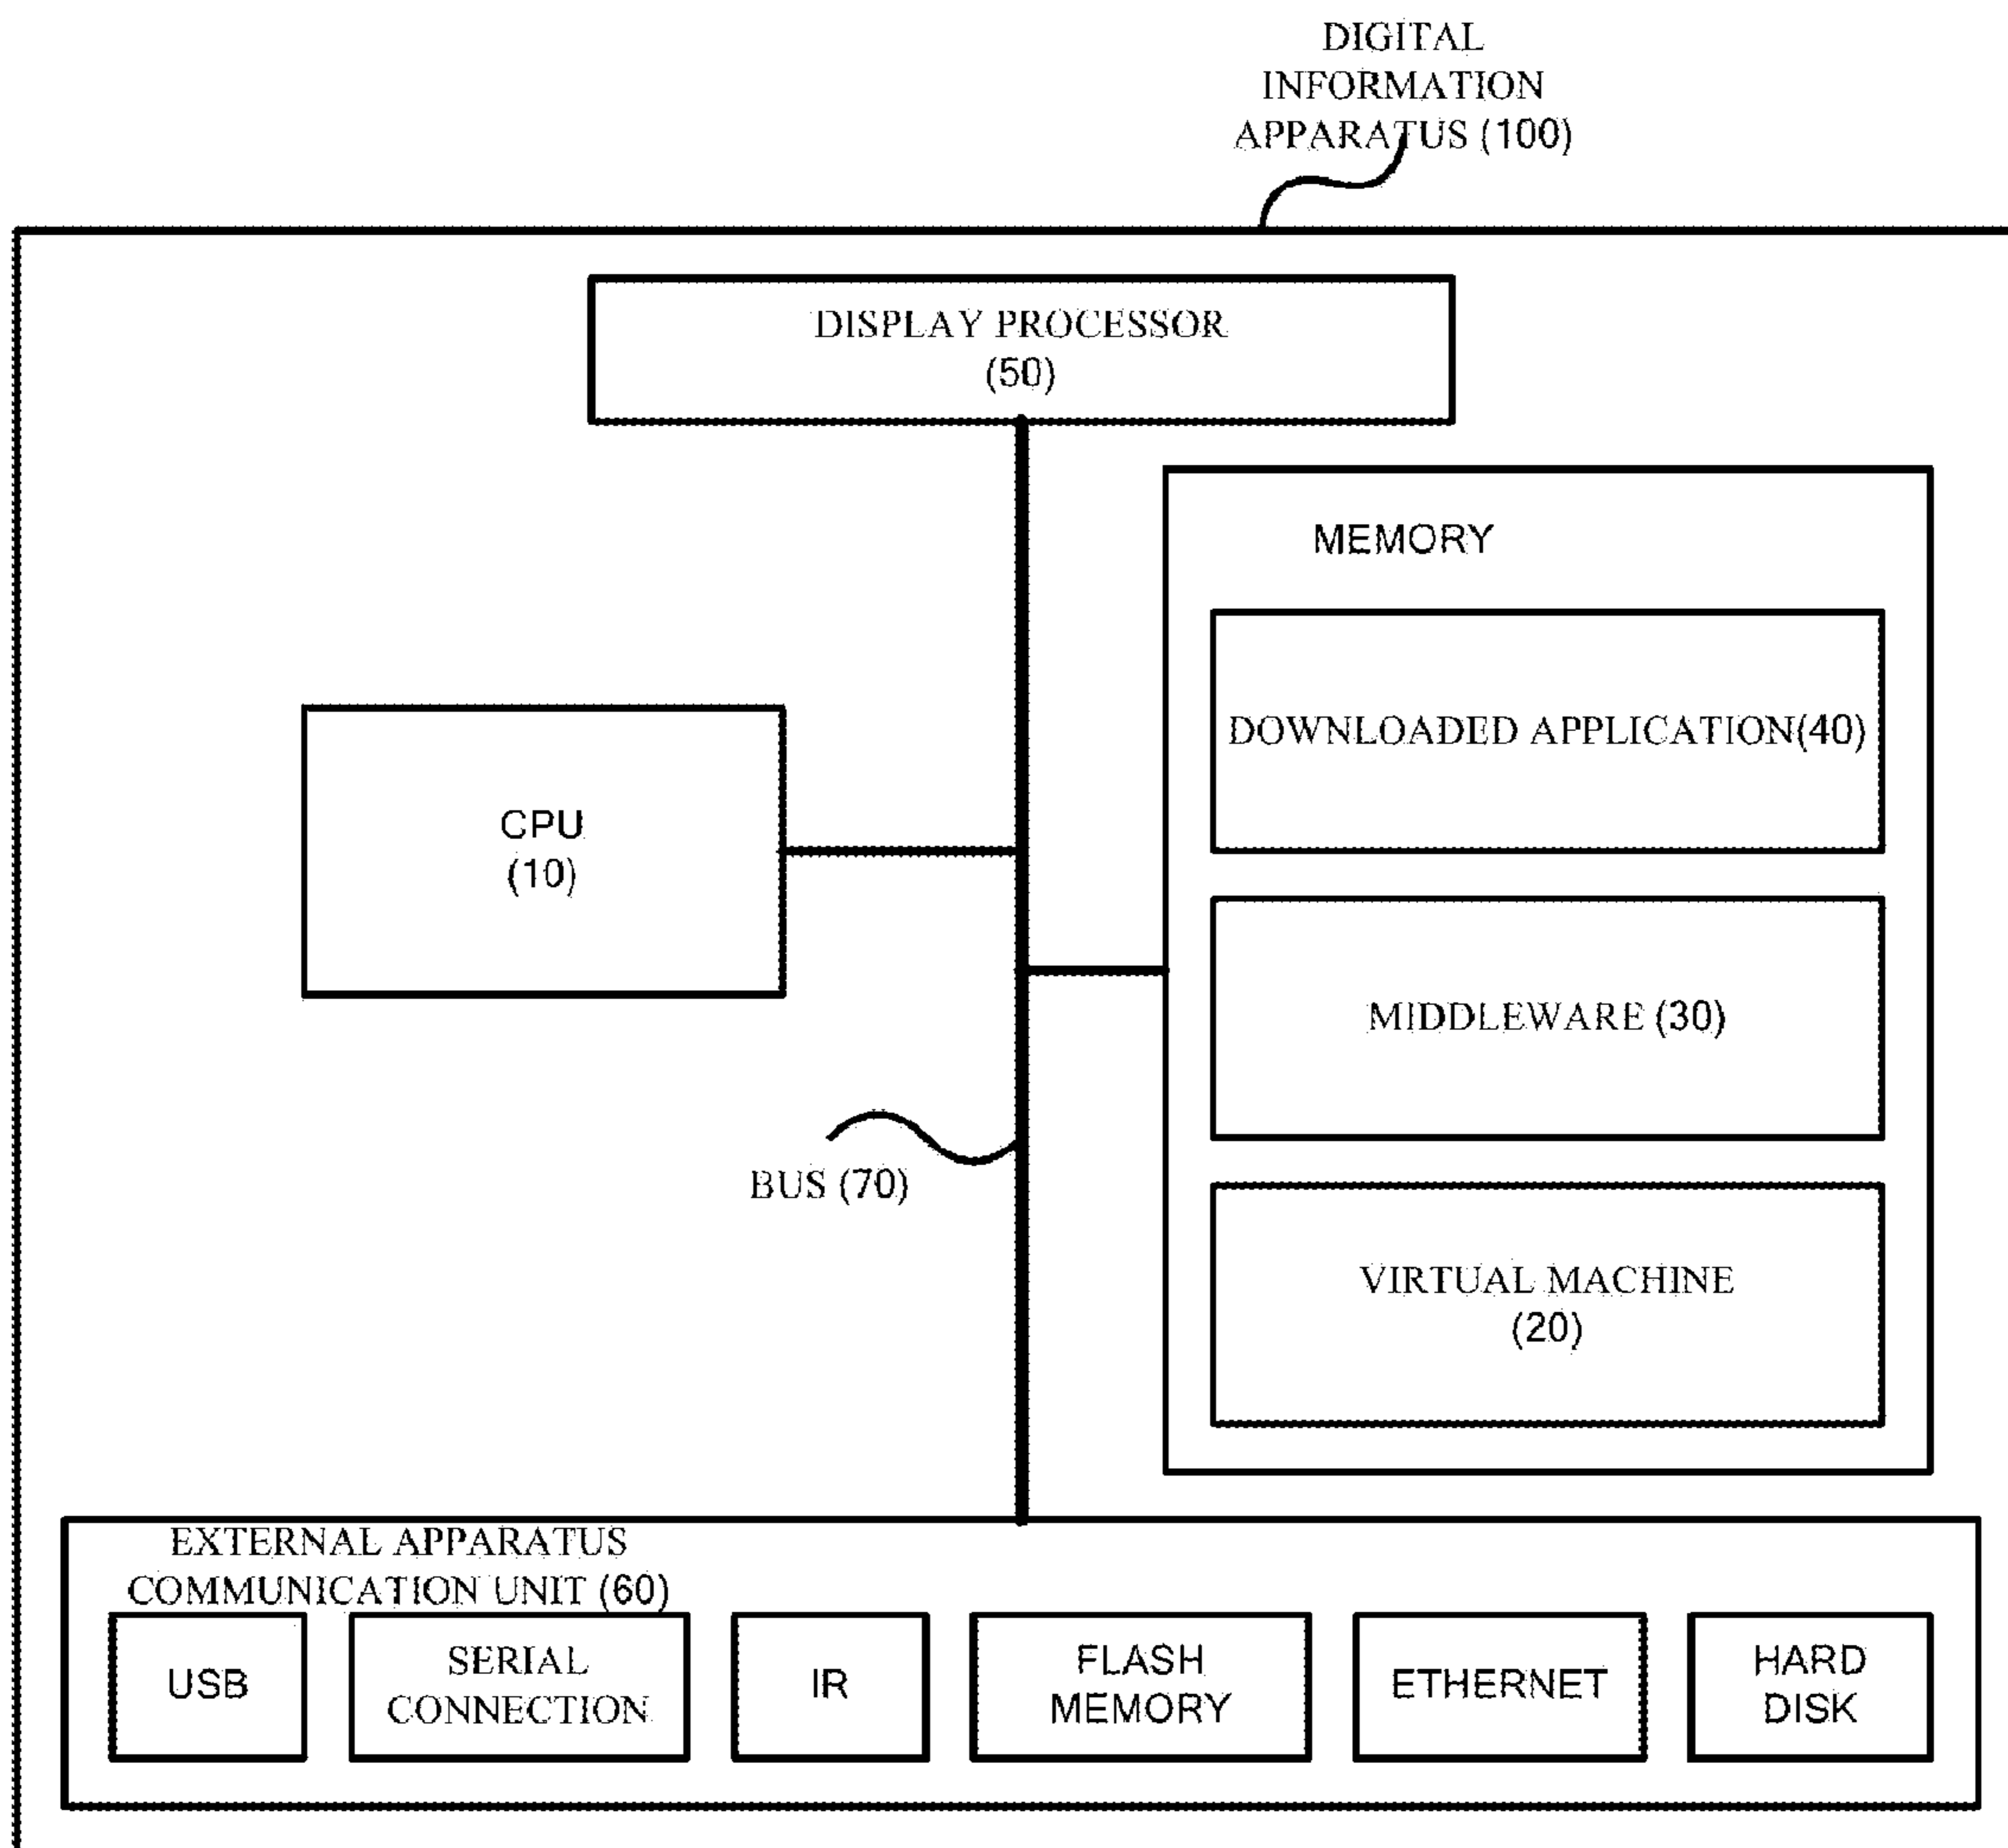 DIGITAL
INFORMATION
APPARATUS (100)
DISPLAY PROCESSOR
(50)
MEMORY
DOWNLOADED APPLICATION(40)
CPU
(10)
MIDDLEWARE (30)
BUS (70)
VIRTUAL MACHINE
(20)
EXTERNAL APPARATUS
COMMUNICATION UNIT (60)
USB
SERIAL
CONNECTION
IR
FLASH
MEMORY
ETHERNET
HARD
DISK